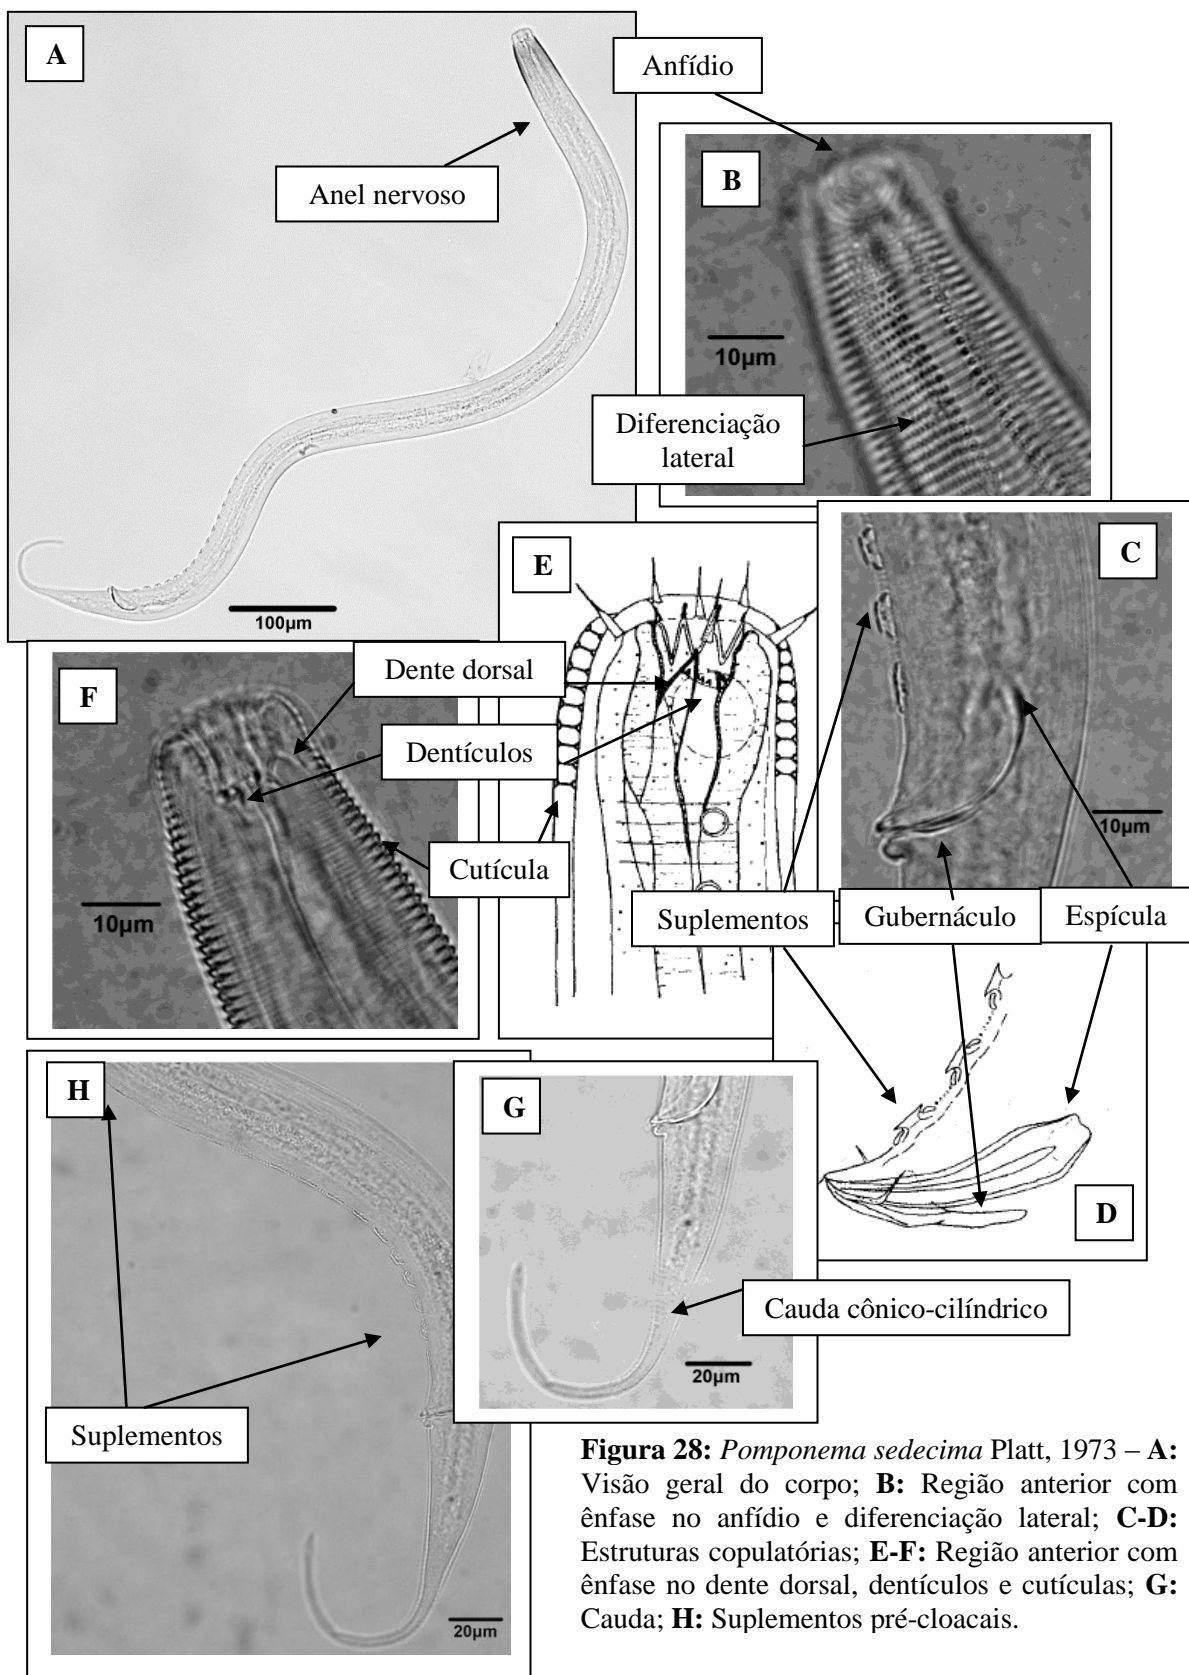 A
Anfídio
Anel nervoso
B
10µm
Diferenciação
lateral
100µm
E
C
F
Dente dorsal
Dentículos
10µm
Cutícula
10µm
Suplementos
Gubernáculo
Espícula
H
G
D
Cauda cônico-cilíndrico
20µm
Suplementos
20µm
Figura 28: Pomponema sedecima Platt, 1973 – A:
Visão geral do corpo; B: Região anterior com
ênfase no anfídio e diferenciação lateral; C-D:
Estruturas copulatórias; E-F: Região anterior com
ênfase no dente dorsal, dentículos e cutículas; G:
Cauda; H: Suplementos pré-cloacais.